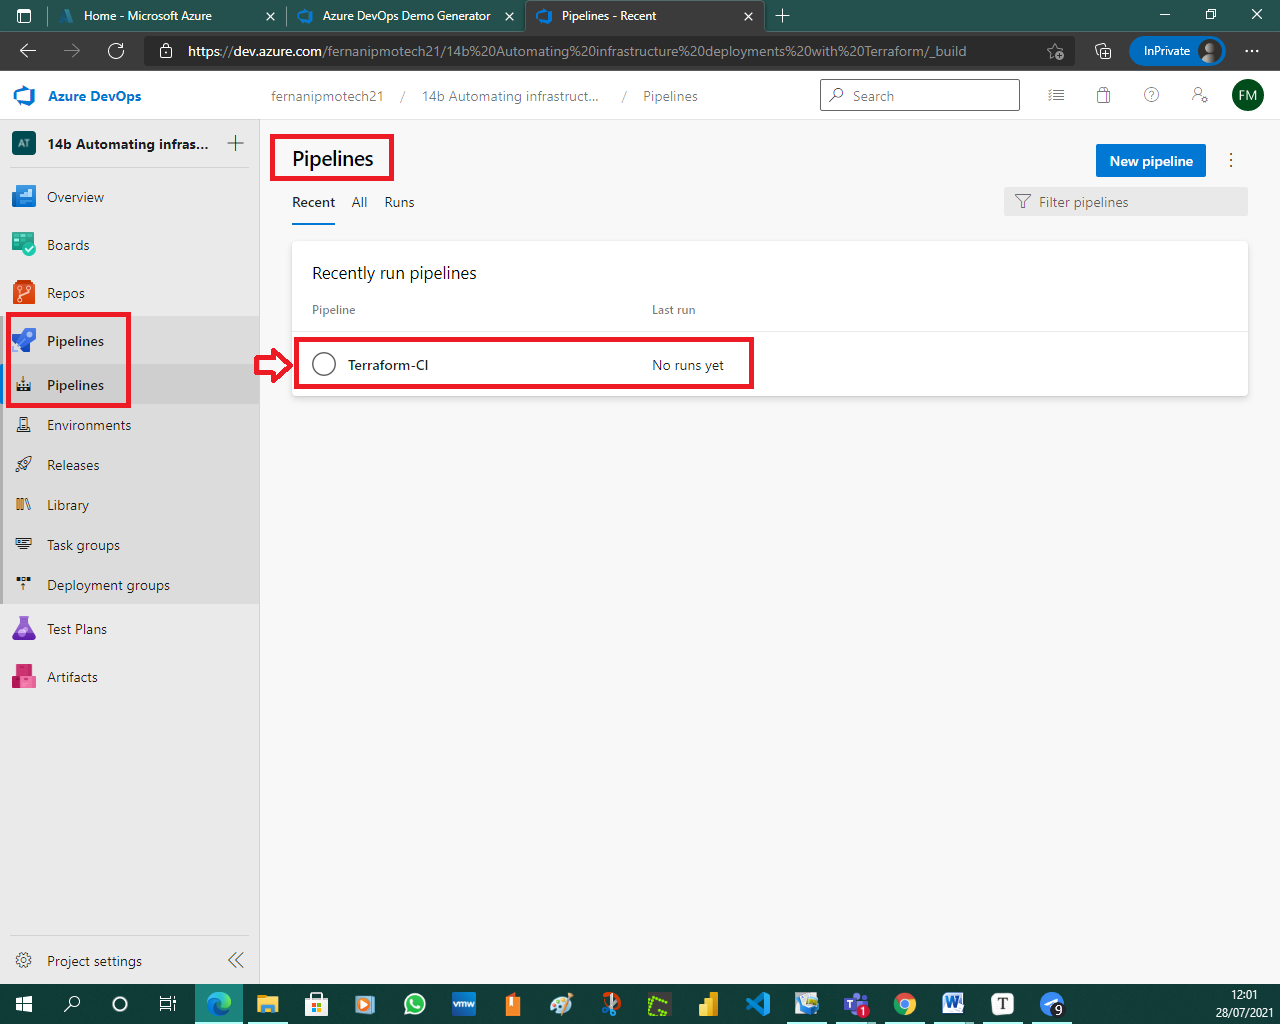 Home - Microsoft Azure
Azure DevOps Demo Generator
Pipelines - Recent
https://dev.azure.com/fernanipmotech21/14b%20Automating%20infrastructure%20deployments%20with%20Terraform/_build
InPrivate
Azure DevOps
fernanipmotech21 / 14b Automating infrastruct... / Pipelines
Search
FM
AT 14b Automating infras...
Overview
Boards
Repos
Pipelines
Pipelines
Environments
Releases
Library
Task groups
Deployment groups
Test Plans
Artifacts
Project settings
Pipelines
New pipeline
Recent All Runs
Filter pipelines
Recently run pipelines
Pipeline Last run
Terraform-CI No runs yet
vmw
1
W
T
9
12:01
28/07/2021